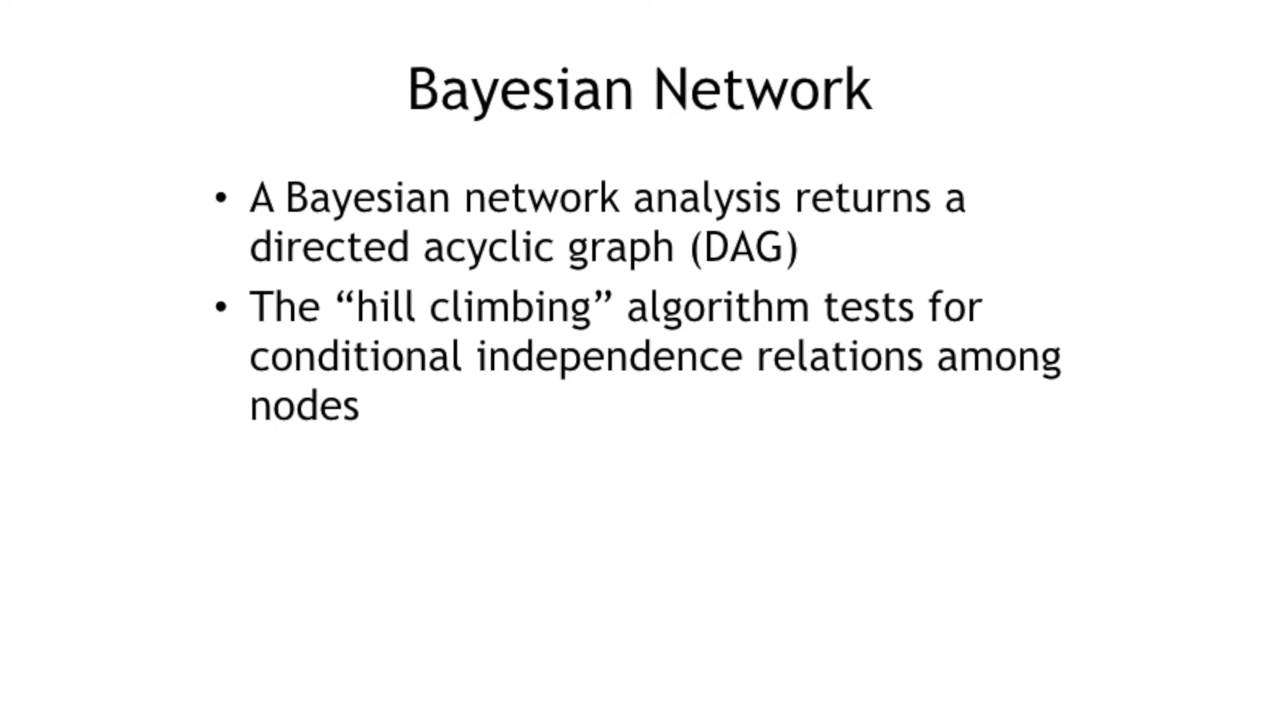 Bayesian Network
• A Bayesian network analysis returns a
directed acyclic graph (DAG)
• The “hill climbing” algorithm tests for
conditional independence relations among
nodes